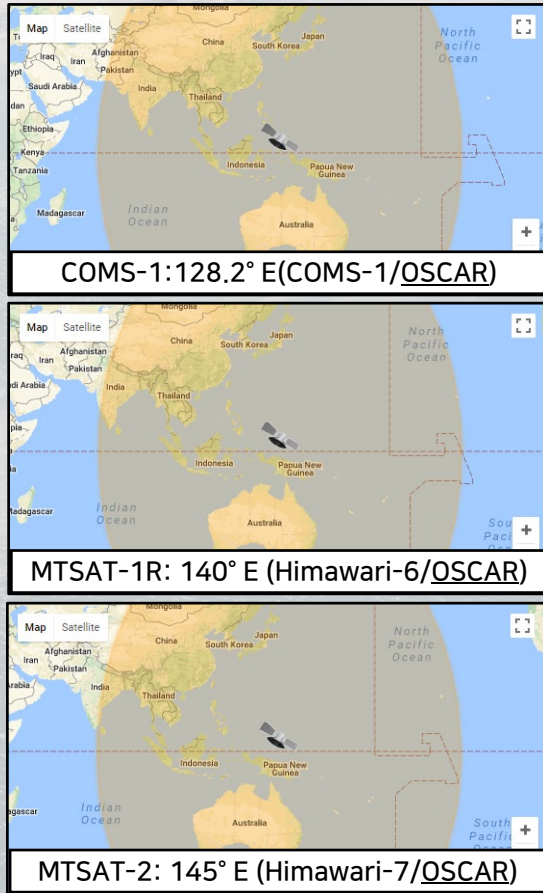 Mongolia
Map Satellite
Japan
North
Pacific
Ocean
China
South Korea
Iraq
Afghanistan
Iran
Pakistan
Saudi Arabia
India
Thailand
Ethiopia
Kenya
Indonesia
Papua New
Guinea
Tanzania
Indian
Ocean
Madagascar
Australia
+
COMS-1:128.2° E(COMS-1/OSCAR)
Mongolia
Map Satellite
North
Pacific
Ocean
China
Japan
South Korea
Afghanistan
Iran
Pakistan
India
Thailand
Indonesia
Papua New
Guinea
Indian
Ocean
Madagascar
Australia
+
MTSAT-1R: 140° E (Himawari-6/OSCAR)
Mongolia
Map Satellite
North
Pacific
Ocean
China
Japan
South Korea
Afghanistan
Iran
Pakistan
India
Thailand
Indonesia
Papua New
Guinea
Indian
Ocean
Australia
South
+
MTSAT-2: 145° E (Himawari-7/OSCAR)